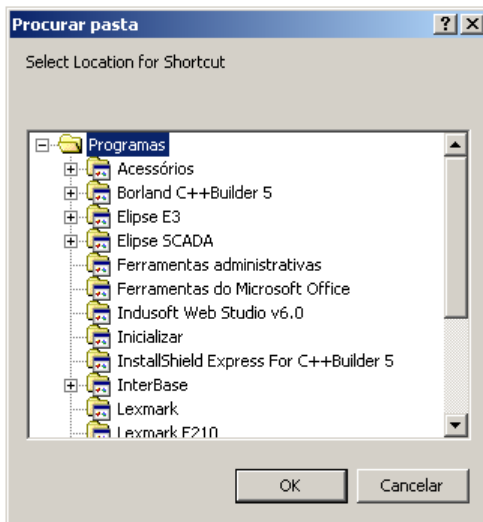 Procurar pasta
Select Location for Shortcut
Programas
Acessórios
Borland C++Builder 5
Elipse E3
Elipse SCADA
Ferramentas administrativas
Ferramentas do Microsoft Office
Indusoft Web Studio v6.0
Inicializar
InstallShield Express For C++Builder 5
InterBase
Lexmark
Lexmark E210
OK Cancelar